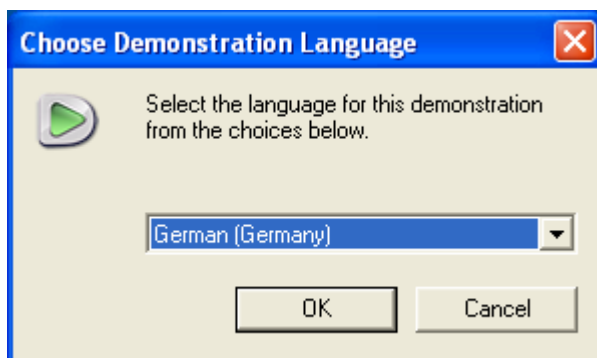 Choose Demonstration Language
Select the language for this demonstration
from the choices below.
German (Germany)
OK
Cancel